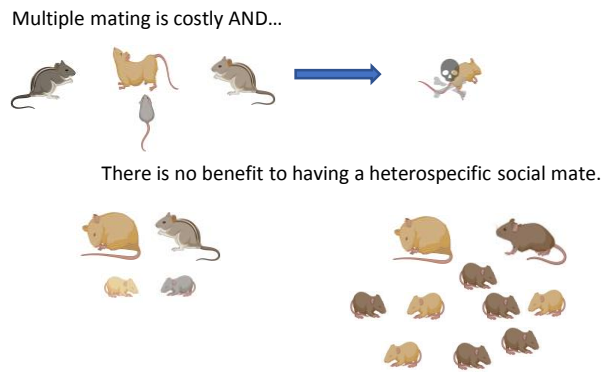 Multiple mating is costly AND…
There is no benefit to having a heterospecific social mate.